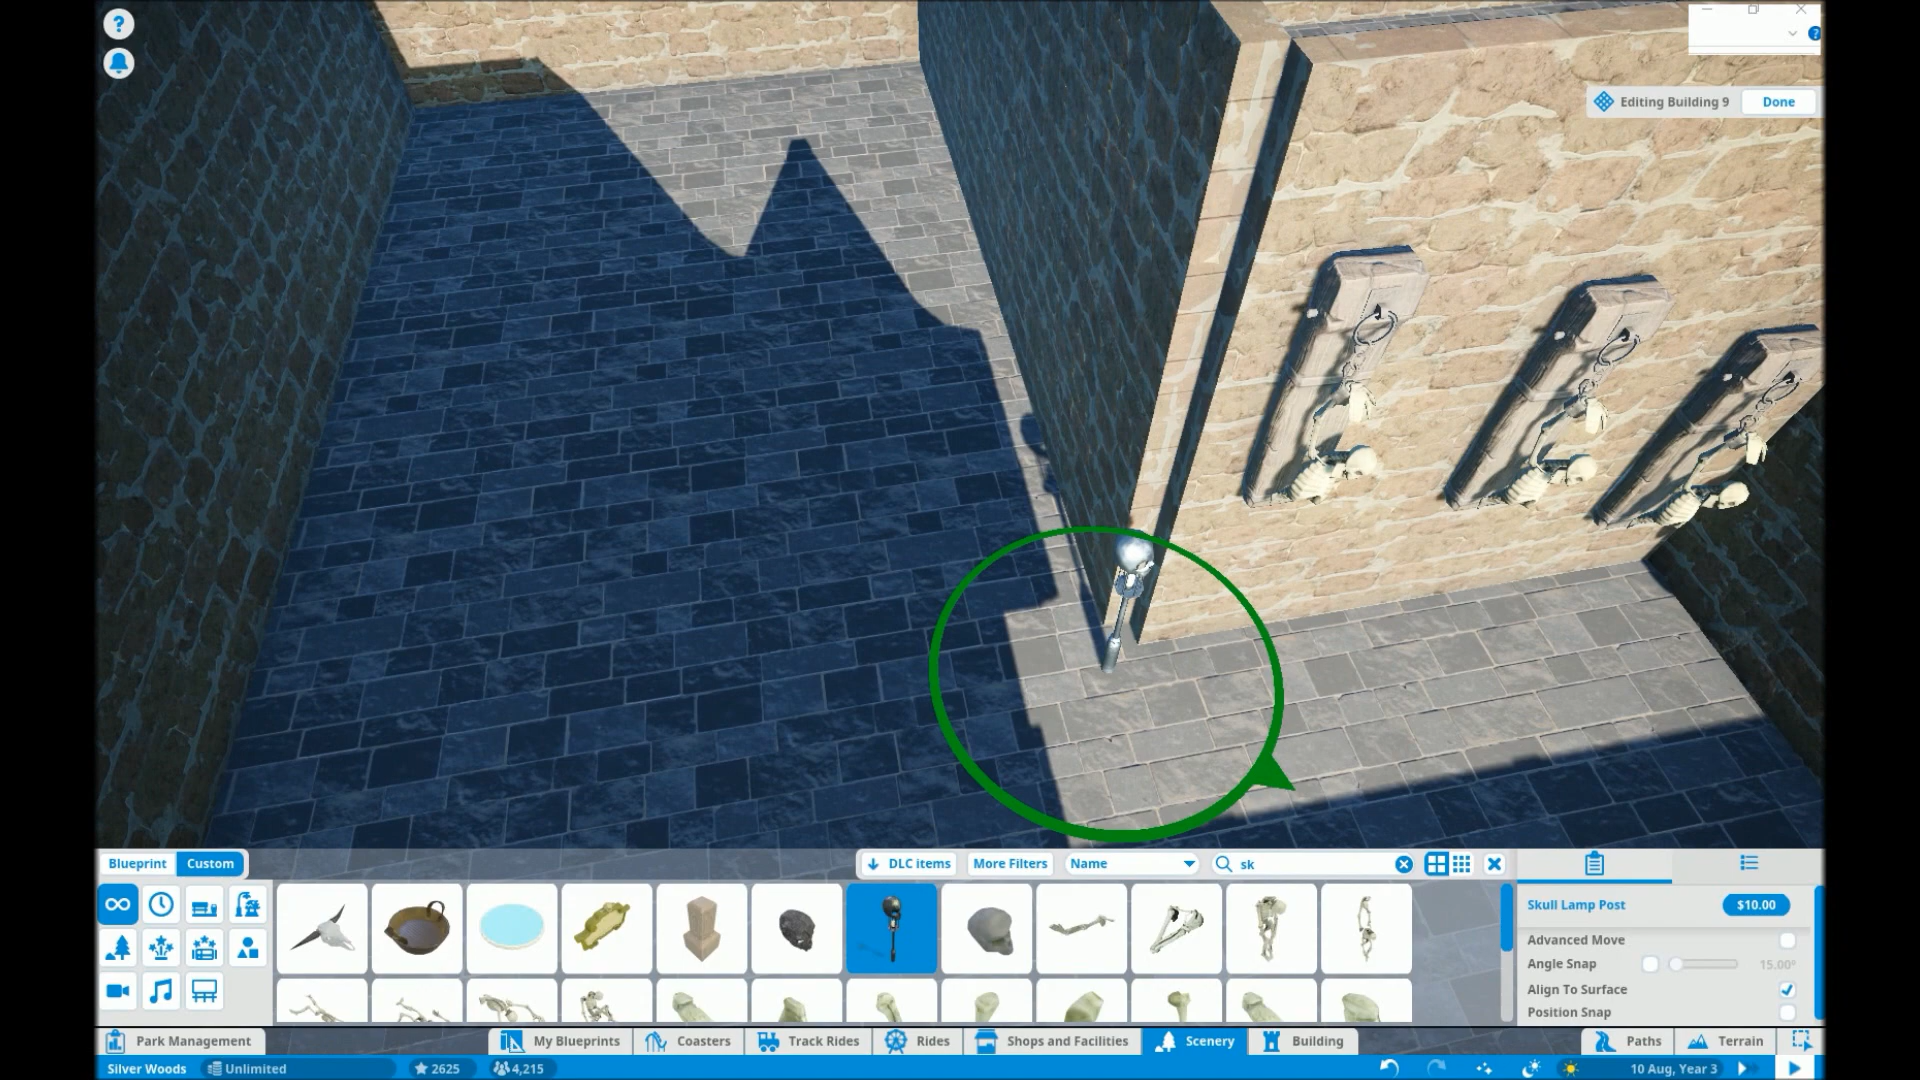 ?
?
Editing Building 9 Done
Blueprint Custom
DLC items More Filters Name sk
Skull Lamp Post $10.00
Advanced Move
Angle Snap 15.00°
Align To Surface
Position Snap
Park Management My Blueprints Coasters Track Rides Rides Shops and Facilities Scenery Building Paths Terrain
Silver Woods Unlimited 2625 4,215 10 Aug, Year 3